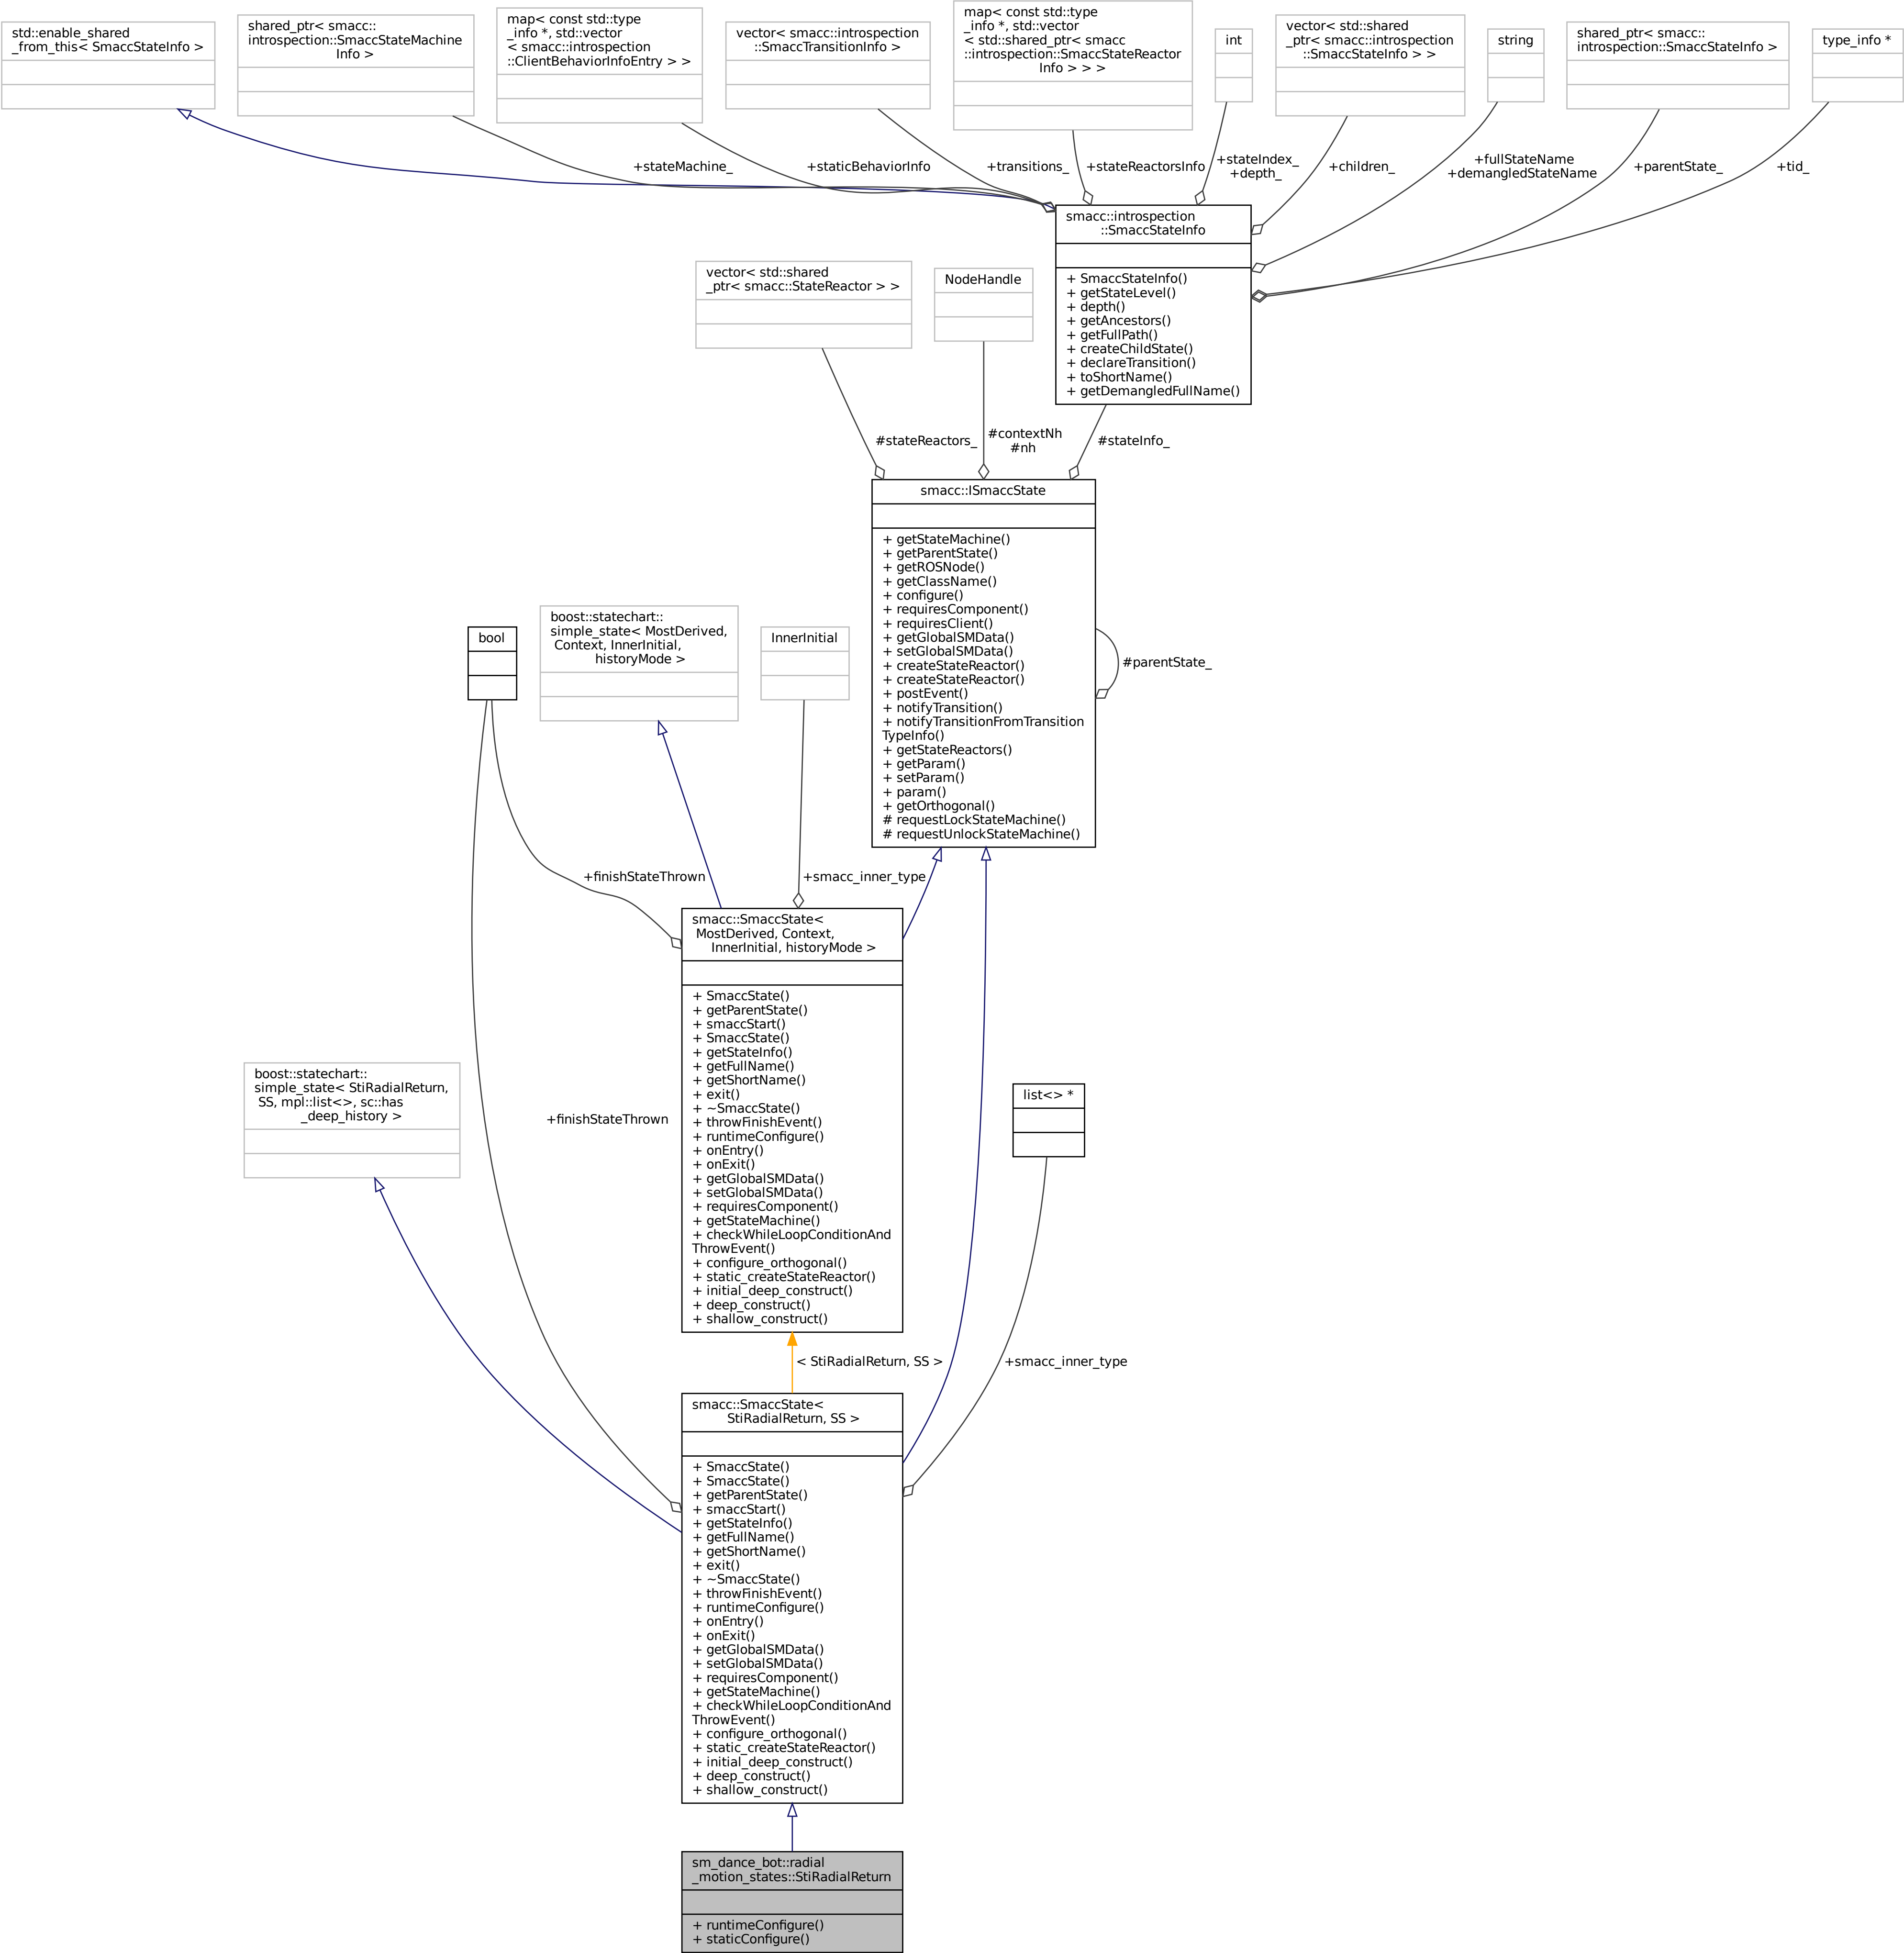 std::enable_shared
_from_this< SmaccStateInfo >
shared_ptr< smacc::
introspection::SmaccStateMachine
Info >
map< const std::type
_info *, std::vector
< smacc::introspection
::ClientBehaviorInfoEntry > >
vector< smacc::introspection
::SmaccTransitionInfo >
map< const std::type
_info *, std::vector
< std::shared_ptr< smacc
::introspection::SmaccStateReactor
Info > > >
int
vector< std::shared
_ptr< smacc::introspection
::SmaccStateInfo > >
string
shared_ptr< smacc::
introspection::SmaccStateInfo >
type_info *
+stateMachine_
+staticBehaviorInfo
+transitions_
+stateReactorsInfo
+stateIndex_
+depth_
+children_
+fullStateName
+demangledStateName
+parentState_
+tid_
smacc::introspection
::SmaccStateInfo
+ SmaccStateInfo()
+ getStateLevel()
+ depth()
+ getAncestors()
+ getFullPath()
+ createChildState()
+ declareTransition()
+ toShortName()
+ getDemangledFullName()
vector< std::shared
_ptr< smacc::StateReactor > >
NodeHandle
#stateReactors_
#contextNh
#nh
#stateInfo_
smacc::ISmaccState
+ getStateMachine()
+ getParentState()
+ getROSNode()
+ getClassName()
+ configure()
+ requiresComponent()
+ requiresClient()
+ getGlobalSMData()
+ setGlobalSMData()
+ createStateReactor()
+ createStateReactor()
+ postEvent()
+ notifyTransition()
+ notifyTransitionFromTransition
TypeInfo()
+ getStateReactors()
+ getParam()
+ setParam()
+ param()
+ getOrthogonal()
# requestLockStateMachine()
# requestUnlockStateMachine()
#parentState_
bool
boost::statechart::
simple_state< MostDerived,
Context, InnerInitial,
historyMode >
InnerInitial
+finishStateThrown
+smacc_inner_type
smacc::SmaccState<
MostDerived, Context,
InnerInitial, historyMode >
+ SmaccState()
+ getParentState()
+ smaccStart()
+ SmaccState()
+ getStateInfo()
+ getFullName()
+ getShortName()
+ exit()
+ ~SmaccState()
+ throwFinishEvent()
+ runtimeConfigure()
+ onEntry()
+ onExit()
+ getGlobalSMData()
+ setGlobalSMData()
+ requiresComponent()
+ getStateMachine()
+ checkWhileLoopConditionAnd
ThrowEvent()
+ configure_orthogonal()
+ static_createStateReactor()
+ initial_deep_construct()
+ deep_construct()
+ shallow_construct()
boost::statechart::
simple_state< StiRadialReturn,
SS, mpl::list<>, sc::has
_deep_history >
+finishStateThrown
list<> *
< StiRadialReturn, SS >
+smacc_inner_type
smacc::SmaccState<
StiRadialReturn, SS >
+ SmaccState()
+ SmaccState()
+ getParentState()
+ smaccStart()
+ getStateInfo()
+ getFullName()
+ getShortName()
+ exit()
+ ~SmaccState()
+ throwFinishEvent()
+ runtimeConfigure()
+ onEntry()
+ onExit()
+ getGlobalSMData()
+ setGlobalSMData()
+ requiresComponent()
+ getStateMachine()
+ checkWhileLoopConditionAnd
ThrowEvent()
+ configure_orthogonal()
+ static_createStateReactor()
+ initial_deep_construct()
+ deep_construct()
+ shallow_construct()
sm_dance_bot::radial
_motion_states::StiRadialReturn
+ runtimeConfigure()
+ staticConfigure()